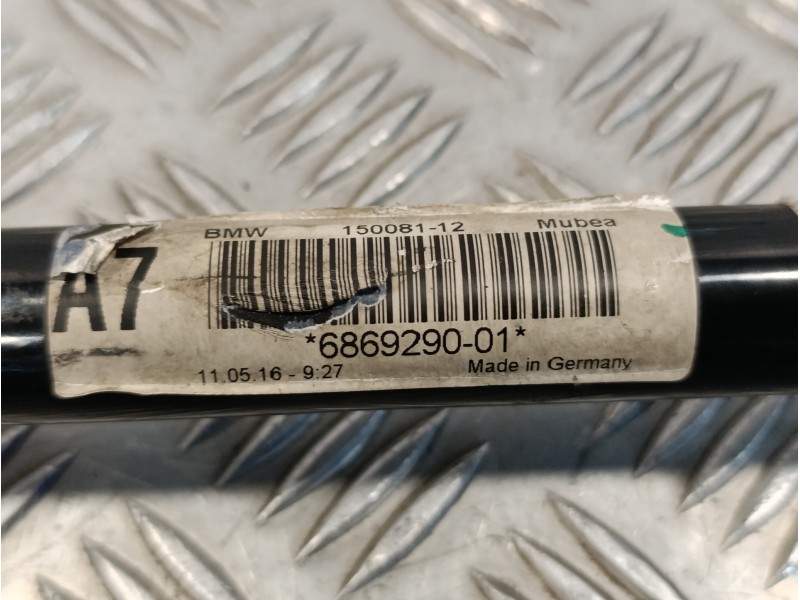 BMW 150081-12 Mubea
A7
*6869290-01*
11.05.16 - 9:27 Made in Germany